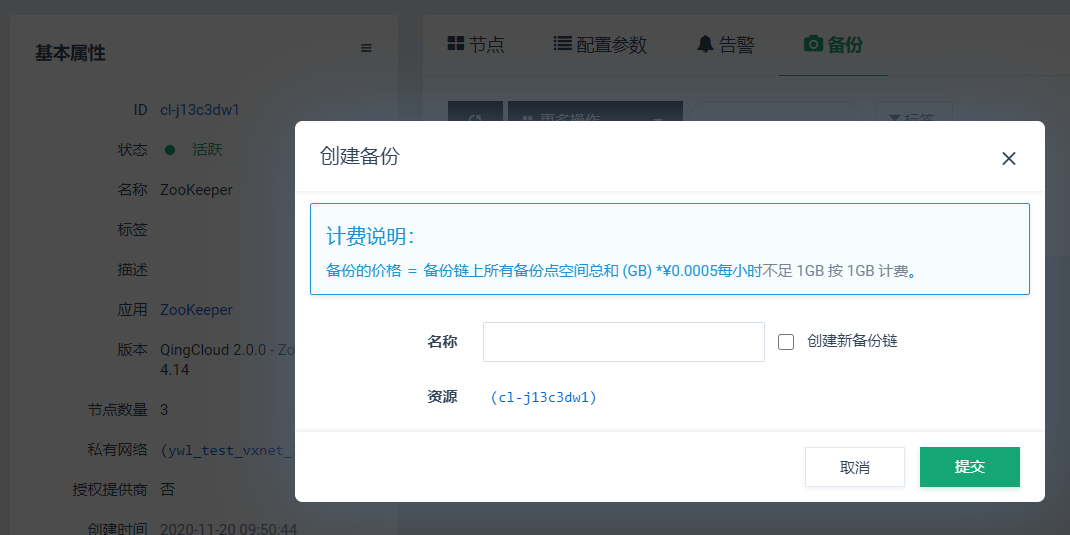 基本属性
ID cl-j13c3dw1
状态 活跃
名称 ZooKeeper
标签
描述
应用 ZooKeeper
版本 QingCloud 2.0.0 - Zo
4.14
节点数量 3
私有网络 (ywl_test_vxnet_
授权提供商 否
创建时间 2020-11-20 09:50:44
节点 配置参数 告警 备份
更多操作 标签
创建备份
计费说明：
备份的价格 = 备份链上所有备份点空间总和 (GB) *¥0.0005每小时不足 1GB 按 1GB 计费。
名称 创建新备份链
资源 (cl-j13c3dw1)
取消 提交